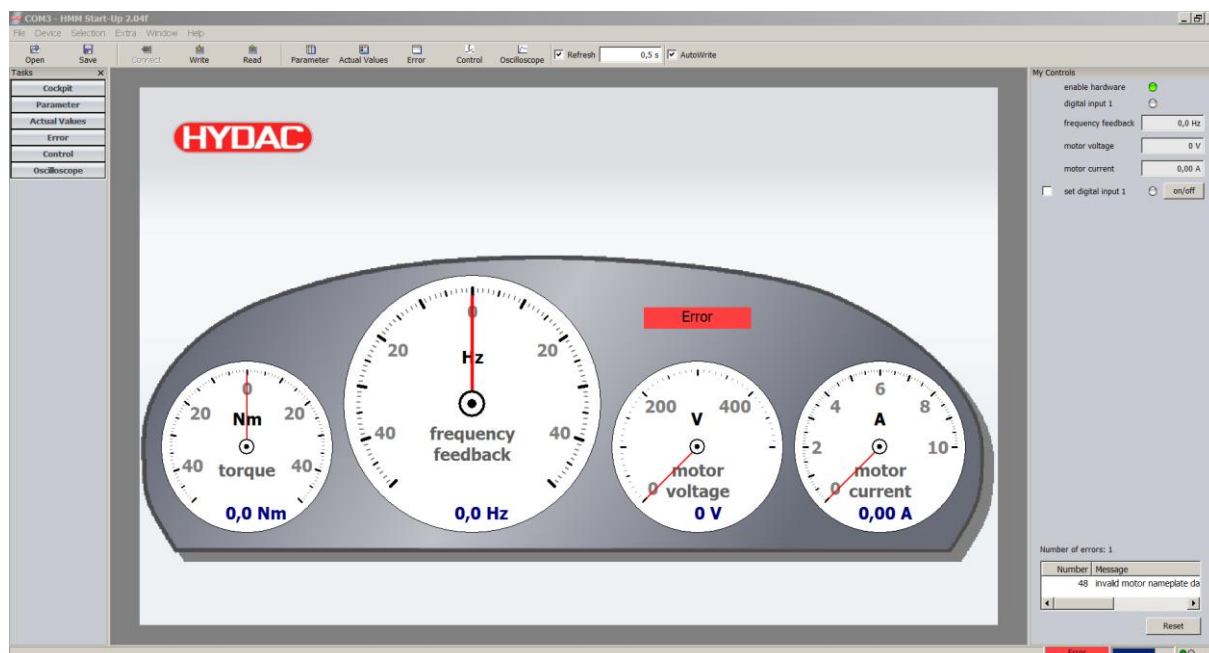 COM3 - HMM Start-Up 2.04f
File Device Selection Extra Window Help
Open Save Connect Write Read Parameter Actual Values Error Control Oscilloscope Refresh 0,5 s AutoWrite
Tasks x
Cockpit
Parameter
Actual Values
Error
Control
Oscilloscope
HYDAC
Error
0
20 20
40 40
Nm
torque
0,0 Nm
0
20 20
40 40
Hz
frequency
feedback
0,0 Hz
200 400
0
V
motor
voltage
0 V
6
4 8
2 10
0
A
motor
current
0,00 A
My Controls
enable hardware
digital input 1
frequency feedback 0,0 Hz
motor voltage 0 V
motor current 0,00 A
set digital input 1 on/off
Number of errors: 1
Number Message
48 invalid motor nameplate da
Reset
Error